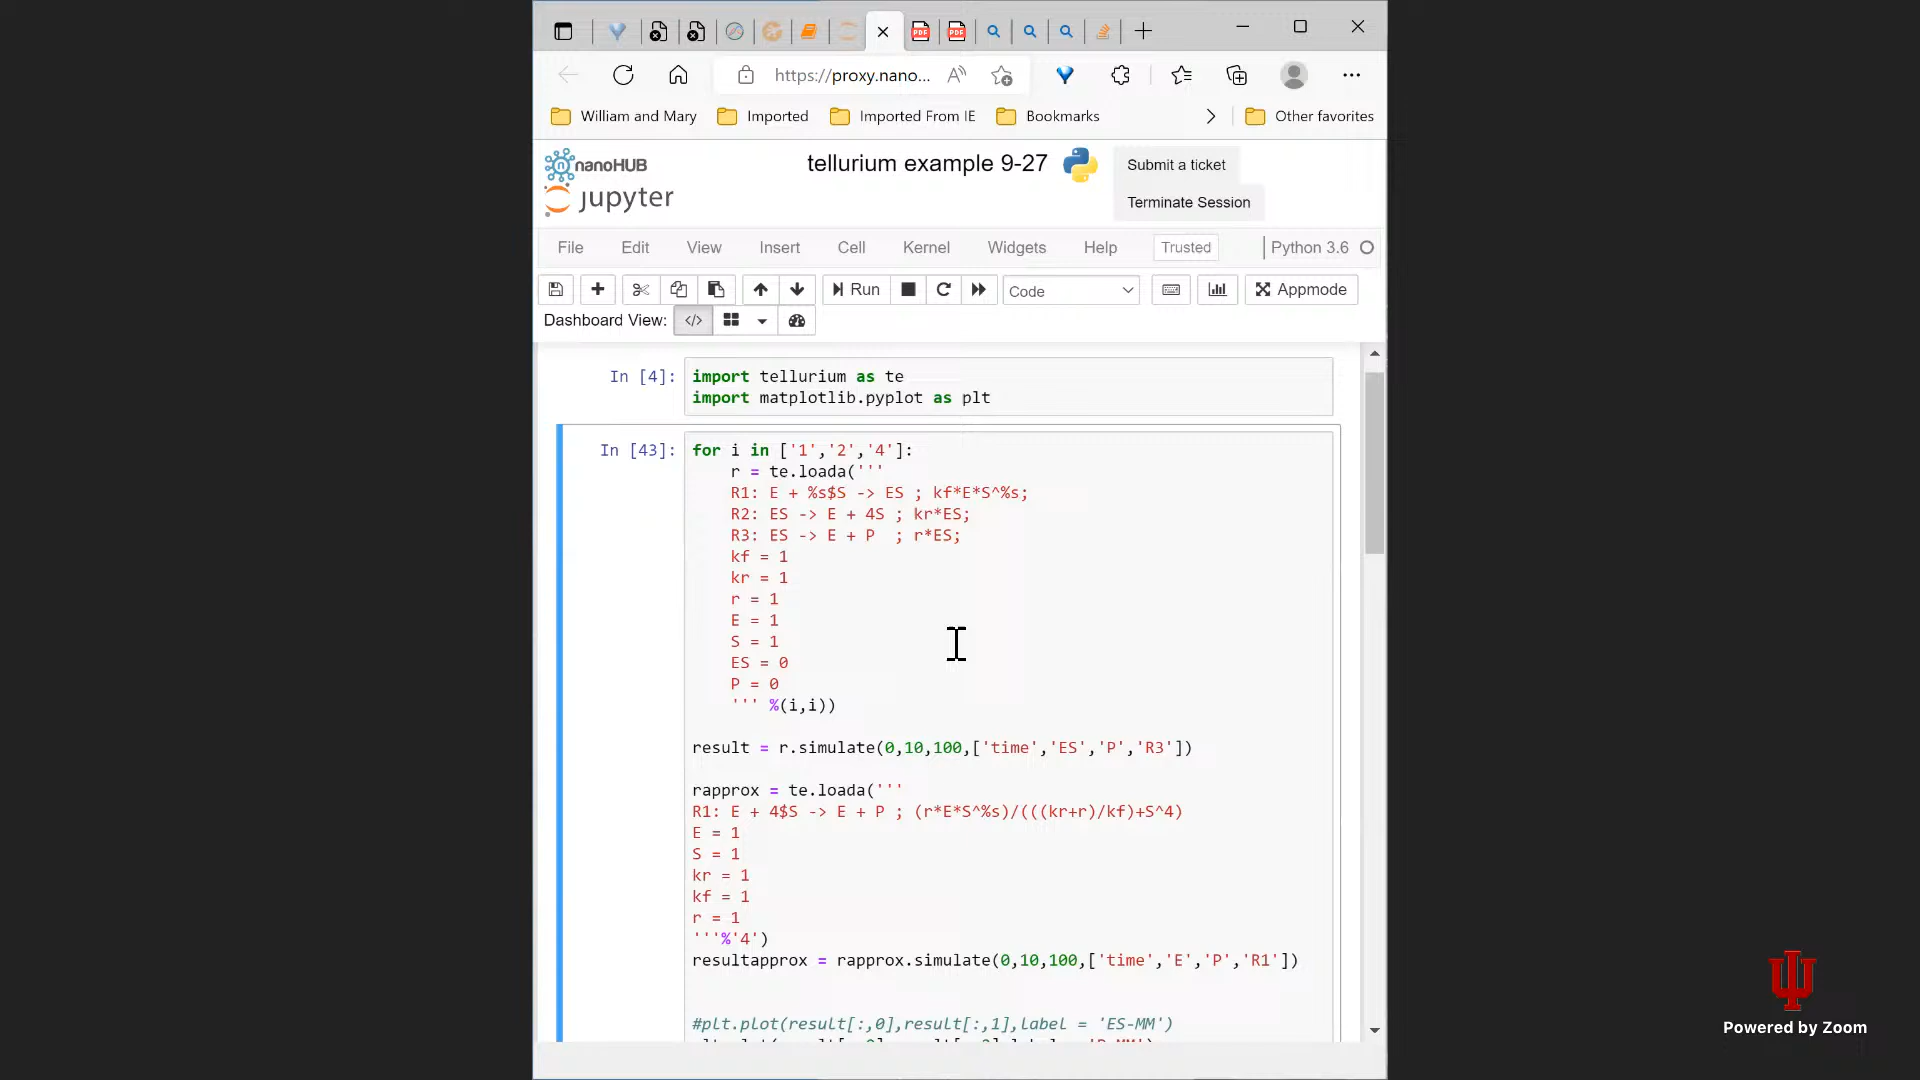 https://proxy.nano...
William and Mary
Imported
Imported From IE
Bookmarks
Other favorites
nanoHUB
jupyter
tellurium example 9-27
Submit a ticket
Terminate Session
File Edit View Insert Cell Kernel Widgets Help Trusted Python 3.6
Run Code Appmode
Dashboard View: </>
In [4]: import tellurium as te
import matplotlib.pyplot as plt
In [43]: for i in ['1','2','4']:
r = te.loada('''
R1: E + %s$S -> ES ; kf*E*S^%s;
R2: ES -> E + 4S ; kr*ES;
R3: ES -> E + P ; r*ES;
kf = 1
kr = 1
r = 1
E = 1
S = 1
ES = 0
P = 0
''' %(i,i))
result = r.simulate(0,10,100,['time','ES','P','R3'])
rapprox = te.loada('''
R1: E + 4$S -> E + P ; (r*E*S^%s)/(((kr+r)/kf)+S^4)
E = 1
S = 1
kr = 1
kf = 1
r = 1
'''%'4')
resultapprox = rapprox.simulate(0,10,100,['time','E','P','R1'])
#plt.plot(result[:,0],result[:,1],label = 'ES-MM')
Powered by Zoom